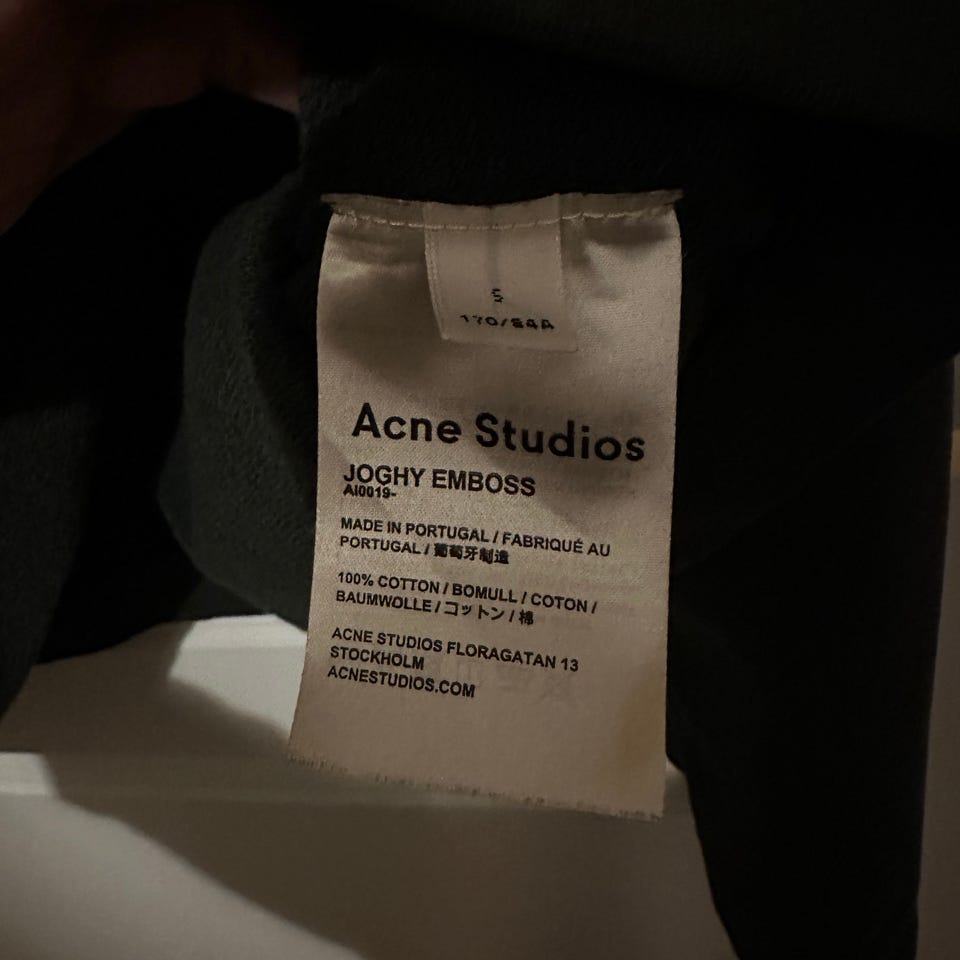 S
170/84A
Acne Studios
JOGHY EMBOSS
AI0019-
MADE IN PORTUGAL / FABRIQUÉ AU
PORTUGAL / 葡萄牙制造
100% COTTON / BOMULL / COTON /
BAUMWOLLE / コットン / 棉
ACNE STUDIOS FLORAGATAN 13
STOCKHOLM
ACNESTUDIOS.COM